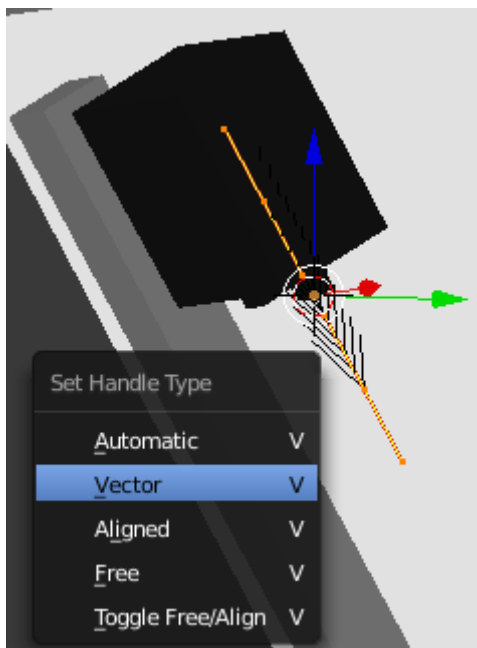 Set Handle Type
Automatic V
Vector V
Aligned V
Free V
Toggle Free/Align V